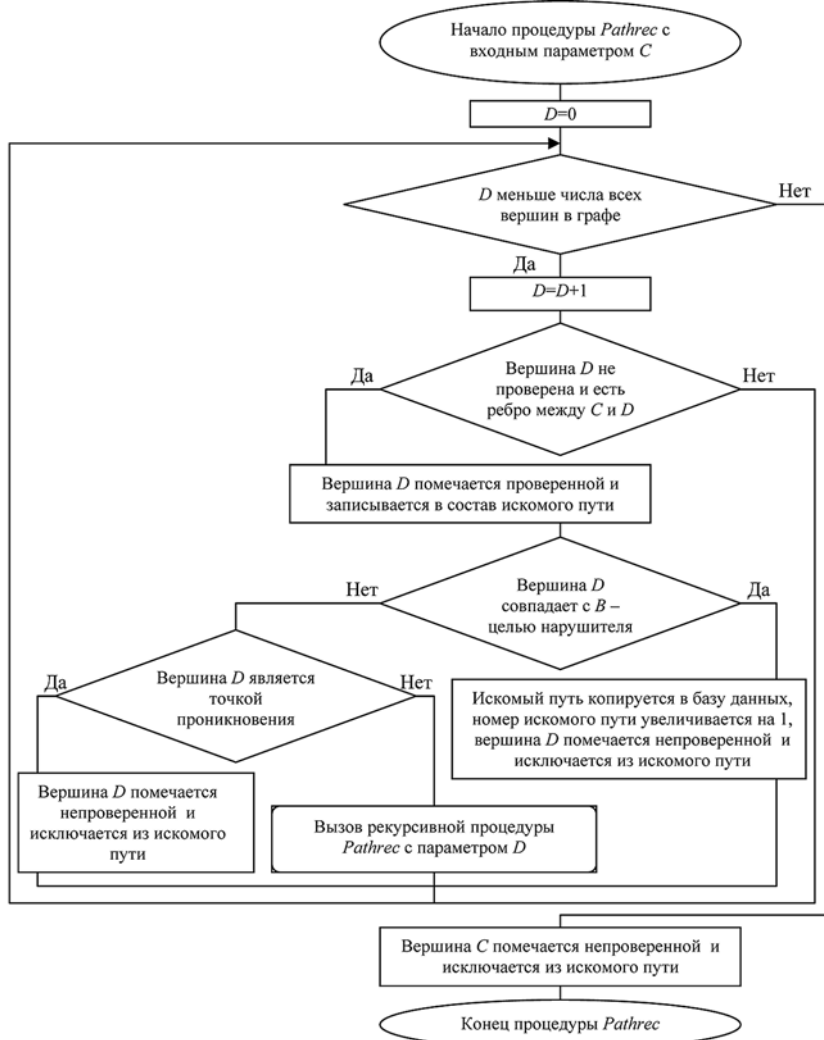 Начало процедуры Pathrec с
входным параметром C
D=0
D меньше числа всех
вершин в графе
Нет
Да
D=D+1
Вершина D не
проверена и есть
ребро между C и D
Да
Нет
Вершина D помечается проверенной и
записывается в состав искомого пути
Вершина D
совпадает с B –
целью нарушителя
Нет
Да
Вершина D является
точкой
проникновения
Да
Нет
Искомый путь копируется в базу данных,
номер искомого пути увеличивается на 1,
вершина D помечается непроверенной и
исключается из искомого пути
Вершина D помечается
непроверенной и
исключается из искомого
пути
Вызов рекурсивной процедуры
Pathrec с параметром D
Вершина C помечается непроверенной и
исключается из искомого пути
Конец процедуры Pathrec